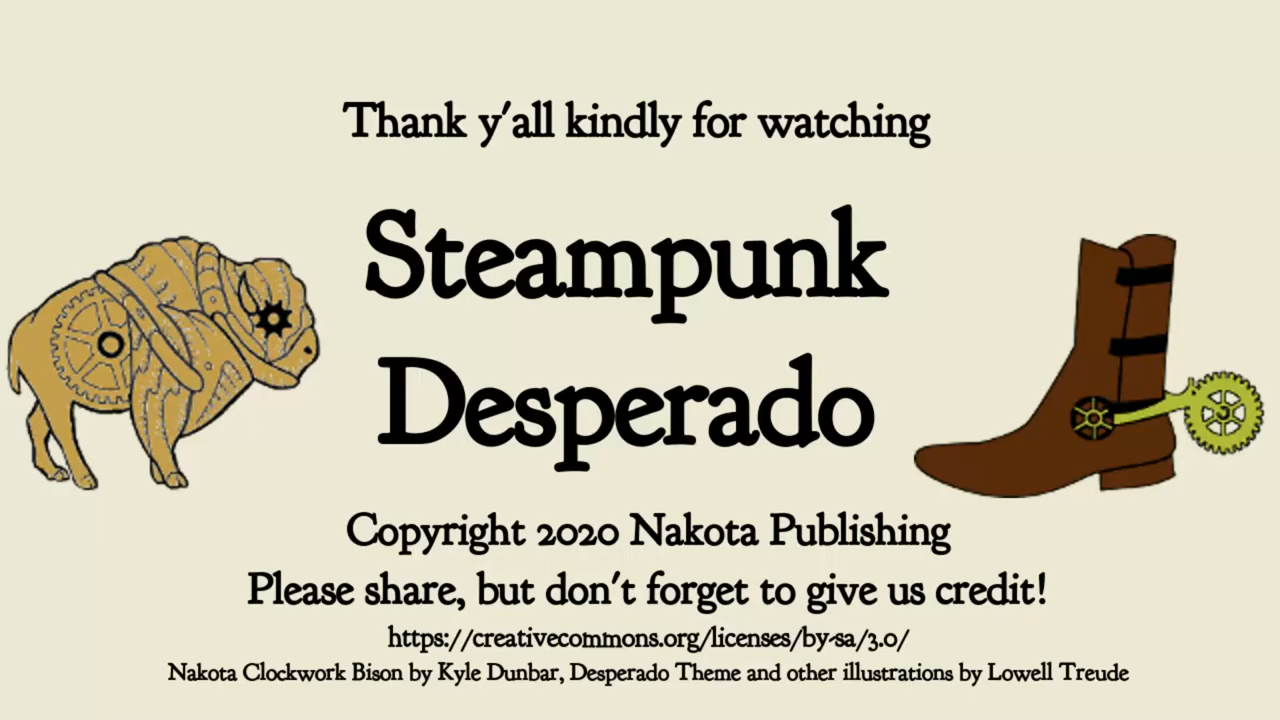 Thank y'all kindly for watching
Steampunk
Desperado
Copyright 2020 Nakota Publishing
Please share, but don't forget to give us credit!
https://creativecommons.org/licenses/by-sa/3.0/
Nakota Clockwork Bison by Kyle Dunbar, Desperado Theme and other illustrations by Lowell Treude